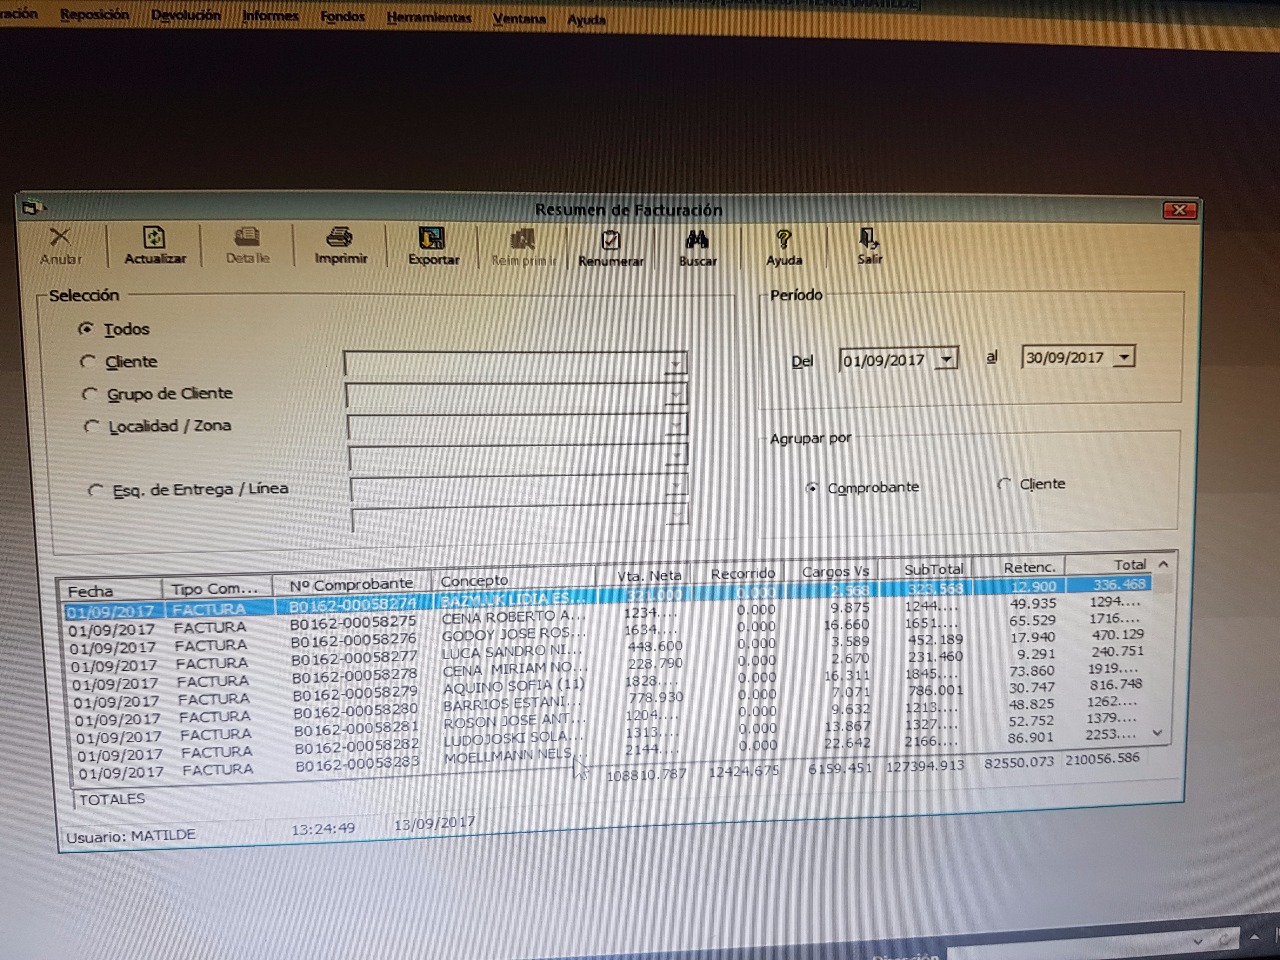 Reposición Devolución Informes Fondos Herramientas Ventana Ayuda
Resumen de Facturación
Anular Actualizar Detalle Imprimir Exportar Reimprimir Renumerar Buscar Ayuda Salir
Selección
Todos
Cliente
Grupo de Cliente
Localidad / Zona
Esq. de Entrega / Línea
Período
Del 01/09/2017 al 30/09/2017
Agrupar por
Comprobante Cliente
Fecha Tipo Com... Nº Comprobante Concepto Vta. Neta Recorrido Cargos Vs SubTotal Retenc. Total
01/09/2017 FACTURA B0162-00058274 LIDIA ES... 321.000 0.000 2.568 323.568 12.900 336.468
01/09/2017 FACTURA B0162-00058275 CENA ROBERTO A... 1234.... 0.000 9.875 1244.... 49.935 1294....
01/09/2017 FACTURA B0162-00058276 GODOY JOSE ROS... 1634.... 0.000 16.660 1651.... 65.529 1716....
01/09/2017 FACTURA B0162-00058277 LUCA SANDRO NI... 448.600 0.000 3.589 452.189 17.940 470.129
01/09/2017 FACTURA B0162-00058278 CENA MIRIAM NO... 228.790 0.000 2.670 231.460 9.291 240.751
01/09/2017 FACTURA B0162-00058279 AQUINO SOFIA (11) 1828.... 0.000 16.311 1845.... 73.860 1919....
01/09/2017 FACTURA B0162-00058280 BARRIOS ESTANI... 778.930 0.000 7.071 786.001 30.747 816.748
01/09/2017 FACTURA B0162-00058281 ROSON JOSE ANT... 1204.... 0.000 9.632 1213.... 48.825 1262....
01/09/2017 FACTURA B0162-00058282 LUDOJOSKI SOLA... 1313.... 0.000 13.867 1327.... 52.752 1379....
01/09/2017 FACTURA B0162-00058283 MOELLMANN NELS... 2144.... 0.000 22.642 2166.... 86.901 2253....
TOTALES 108810.787 12424.675 6159.451 127394.913 82550.073 210056.586
Usuario: MATILDE 13:24:49 13/09/2017
Dirección